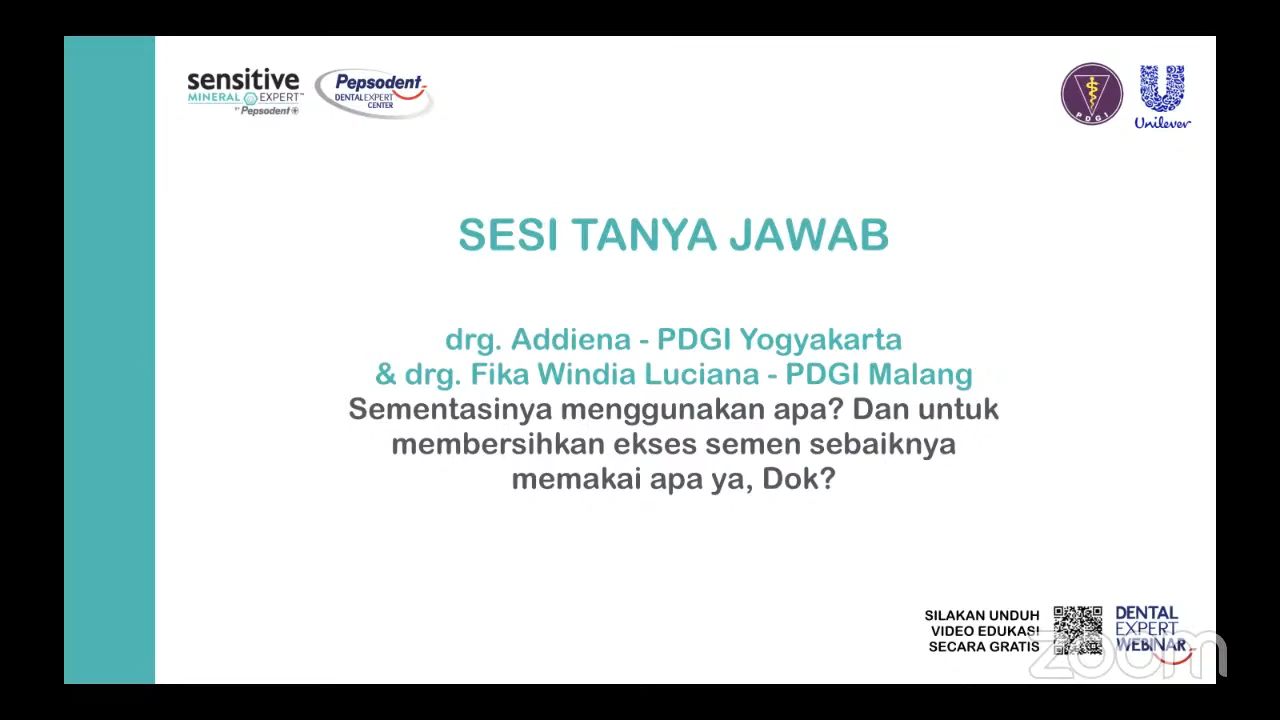 sensitive
MINERAL EXPERT™
BY Pepsodent
Pepsodent
DENTAL EXPERT
CENTER
PDGI
Unilever
SESI TANYA JAWAB
drg. Addiena - PDGI Yogyakarta
& drg. Fika Windia Luciana - PDGI Malang
Sementasinya menggunakan apa? Dan untuk
membersihkan ekses semen sebaiknya
memakai apa ya, Dok?
SILAKAN UNDUH
VIDEO EDUKASI
SECARA GRATIS
DENTAL
EXPERT
WEBINAR
zoom